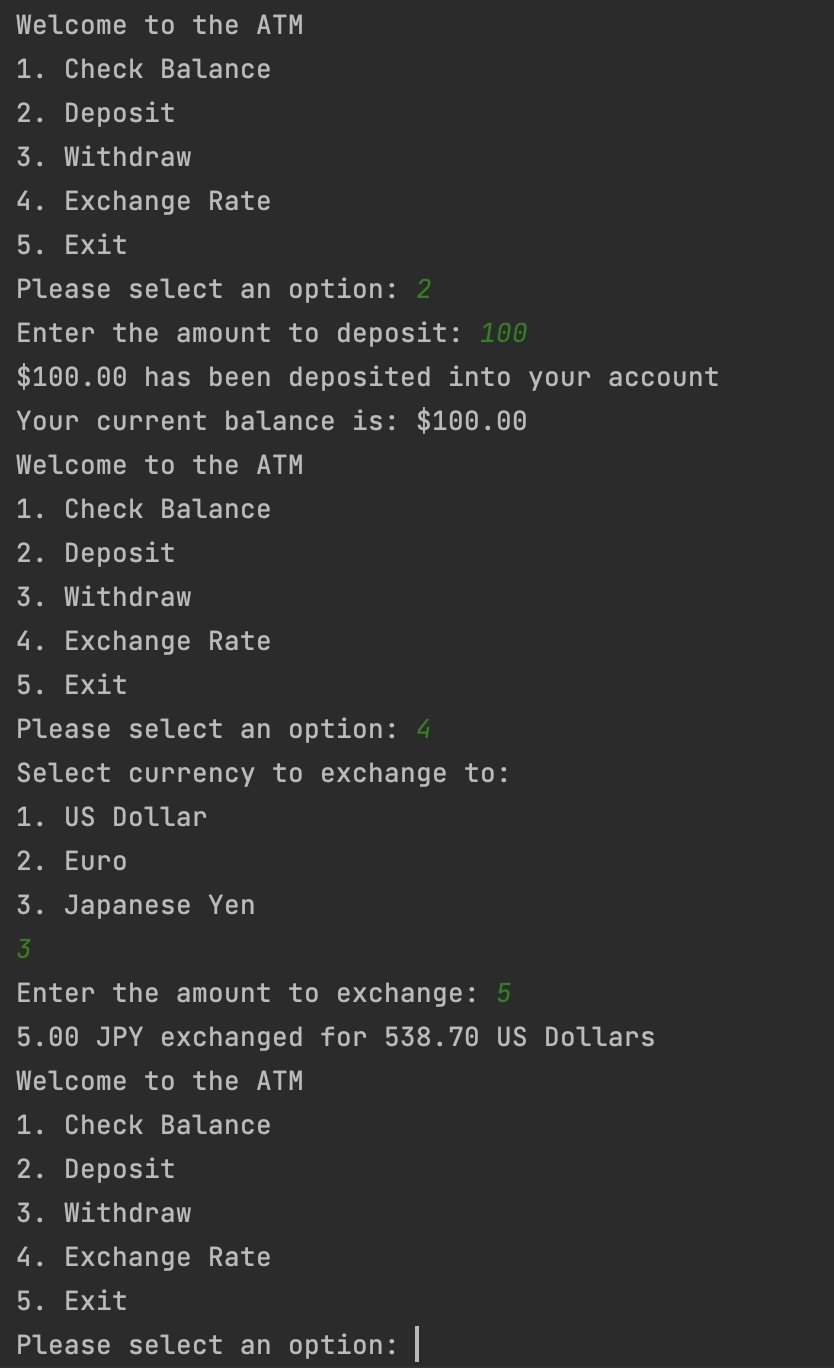 Welcome to the ATM
1. Check Balance
2. Deposit
3. Withdraw
4. Exchange Rate
5. Exit
Please select an option: 2
Enter the amount to deposit: 100
$100.00 has been deposited into your account
Your current balance is: $100.00
Welcome to the ATM
1. Check Balance
2. Deposit
3. Withdraw
4. Exchange Rate
5. Exit
Please select an option: 4
Select currency to exchange to:
1. US Dollar
2. Euro
3. Japanese Yen
3
Enter the amount to exchange: 5
5.00 JPY exchanged for 538.70 US Dollars
Welcome to the ATM
1. Check Balance
2. Deposit
3. Withdraw
4. Exchange Rate
5. Exit
Please select an option: